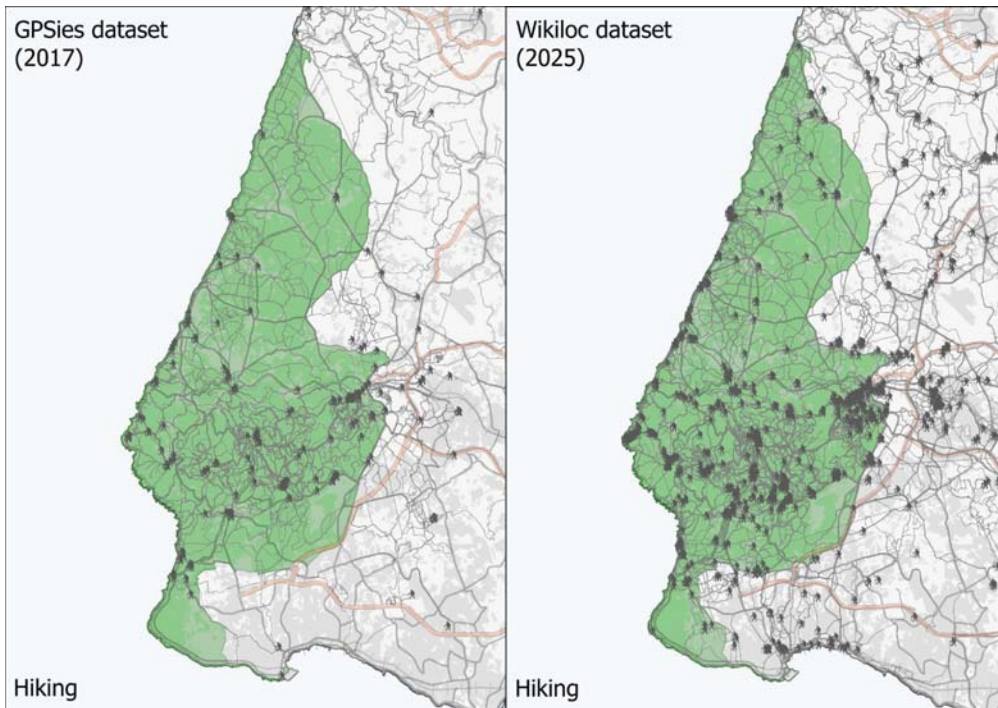 GPSies dataset
(2017)
Hiking
Wikiloc dataset
(2025)
Hiking